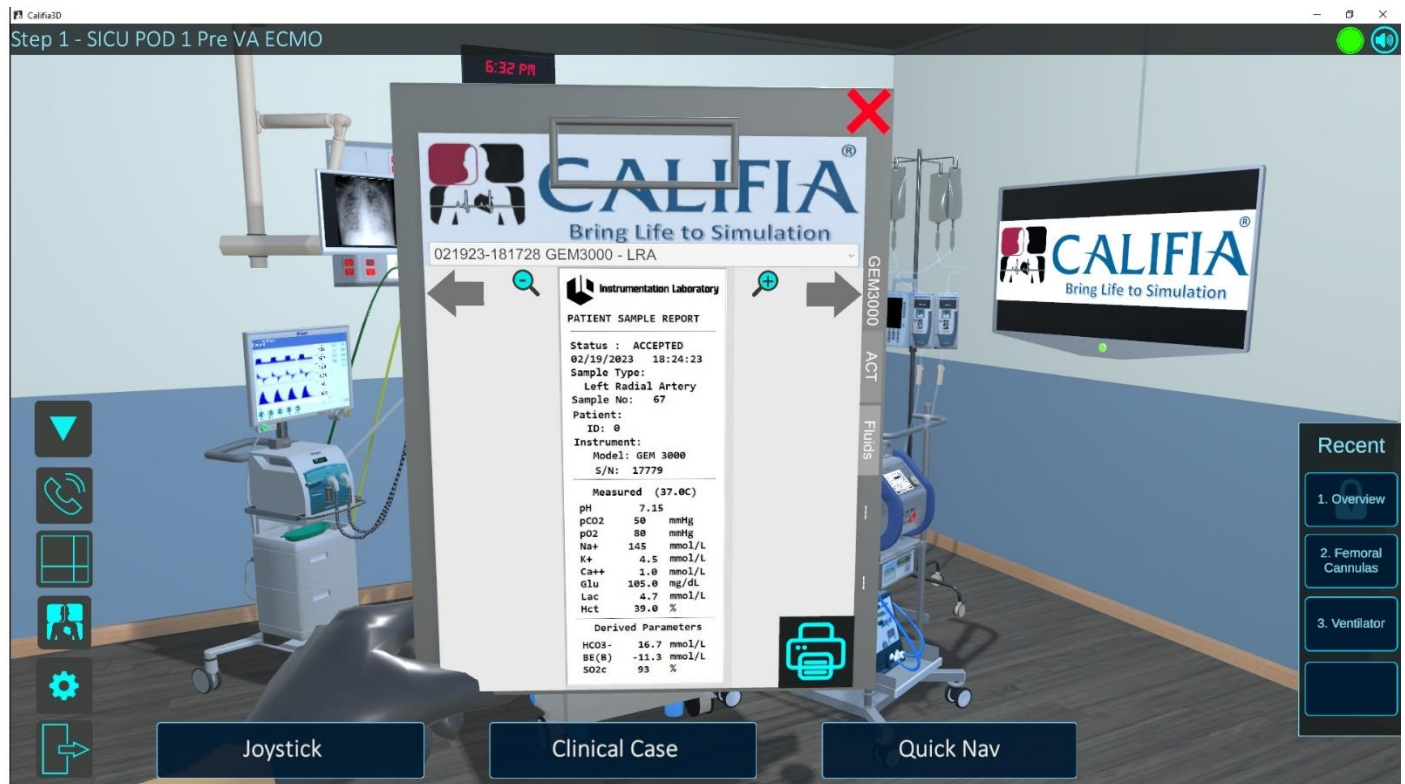 Califia3D
Step 1 - SICU POD 1 Pre VA ECMO
6:32 PM
CALIFIA®
Bring Life to Simulation
021923-181728 GEM3000 - LRA
Instrumentation Laboratory
PATIENT SAMPLE REPORT
Status : ACCEPTED
02/19/2023 18:24:23
Sample Type:
Left Radial Artery
Sample No: 67
Patient:
ID: 0
Instrument:
Model: GEM 3000
S/N: 17779
Measured (37.0C)
pH 7.15
pCO2 50 mmHg
pO2 80 mmHg
Na+ 145 mmol/L
K+ 4.5 mmol/L
Ca++ 1.0 mmol/L
Glu 105.0 mg/dL
Lac 4.7 mmol/L
Hct 39.0 %
Derived Parameters
HCO3- 16.7 mmol/L
BE(B) -11.3 mmol/L
SO2c 93 %
GEM3000
ACT
Fluids
--
--
CALIFIA®
Bring Life to Simulation
Recent
1. Overview
2. Femoral
Cannulas
3. Ventilator
Joystick
Clinical Case
Quick Nav